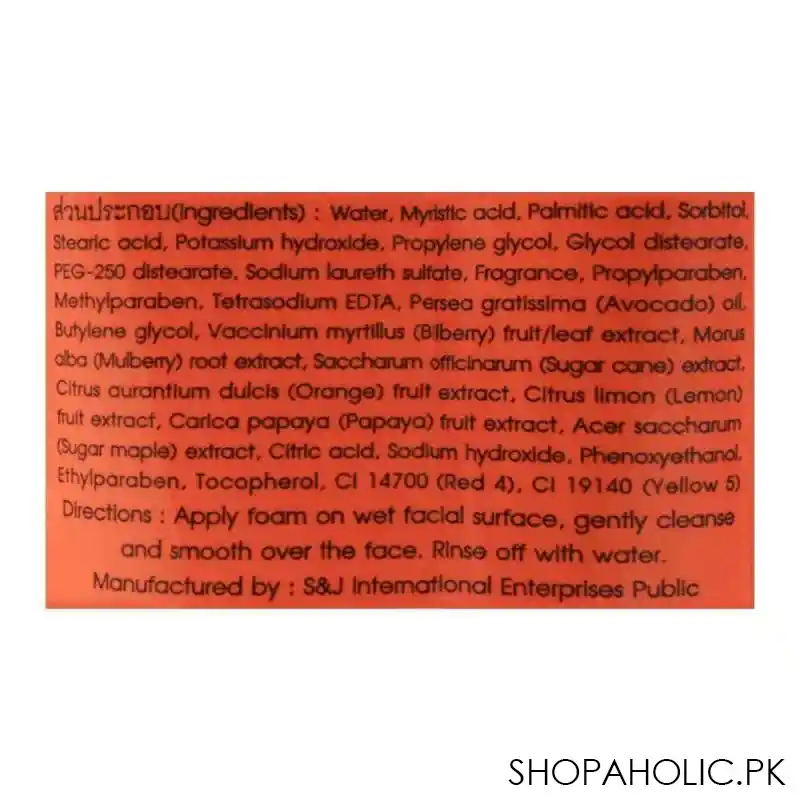 ส่วนประกอบ(Ingredients) : Water, Myristic acid, Palmitic acid, Sorbitol,
Stearic acid, Potassium hydroxide, Propylene glycol, Glycol distearate,
PEG-250 distearate, Sodium laureth sulfate, Fragrance, Propylparaben,
Methylparaben, Tetrasodium EDTA, Persea gratissima (Avocado) oil,
Butylene glycol, Vaccinium myrtillus (Bilberry) fruit/leaf extract, Morus
alba (Mulberry) root extract, Saccharum officinarum (Sugar cane) extract,
Citrus aurantium dulcis (Orange) fruit extract, Citrus limon (Lemon)
fruit extract, Carica papaya (Papaya) fruit extract, Acer saccharum
(Sugar maple) extract, Citric acid, Sodium hydroxide, Phenoxyethanol,
Ethylparaben, Tocopherol, CI 14700 (Red 4), CI 19140 (Yellow 5)
Directions : Apply foam on wet facial surface, gently cleanse
and smooth over the face. Rinse off with water.
Manufactured by : S&J International Enterprises Public
SHOPAHOLIC.PK